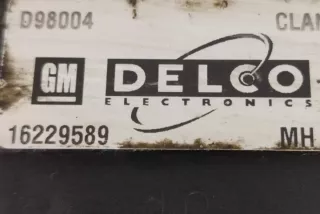 D98004 CLAM
GM DELCO
ELECTRONICS
16229589 MH